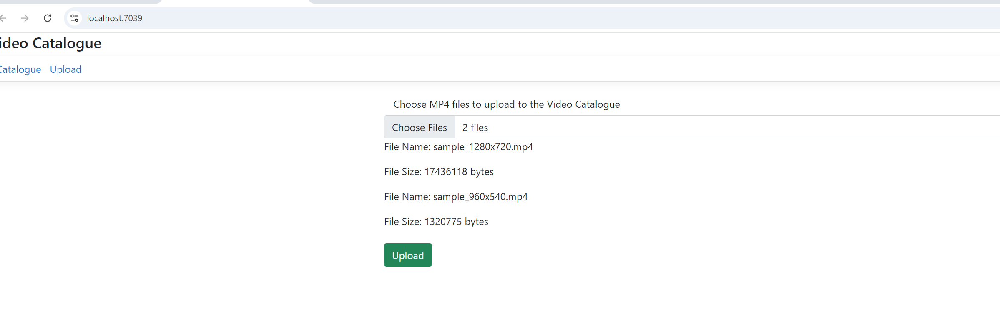 localhost:7039
ideo Catalogue
Catalogue Upload
Choose MP4 files to upload to the Video Catalogue
Choose Files 2 files
File Name: sample_1280x720.mp4
File Size: 17436118 bytes
File Name: sample_960x540.mp4
File Size: 1320775 bytes
Upload